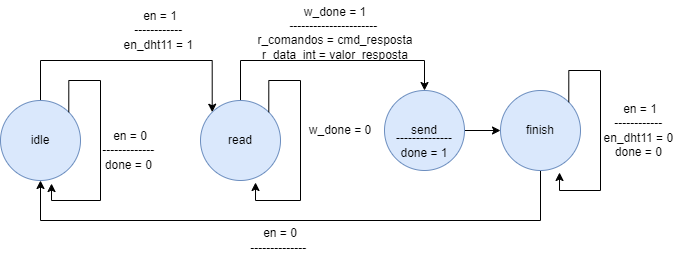 en = 1
------------
en_dht11 = 1
w_done = 1
----------------------
r_comandos = cmd_resposta
r_data_int = valor_resposta
idle
en = 0
-------------
done = 0
read
w_done = 0
send
--------------
done = 1
finish
en = 1
------------
en_dht11 = 0
done = 0
en = 0
--------------